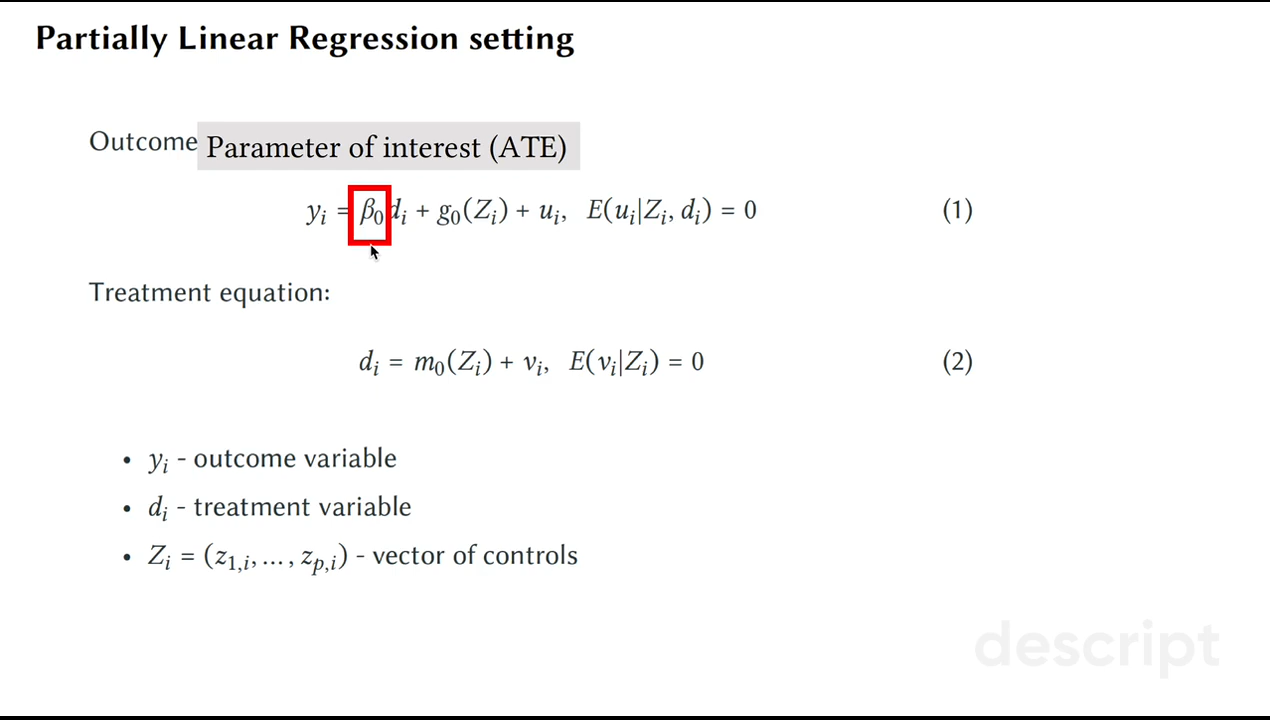 Partially Linear Regression setting
Outcome Parameter of interest (ATE)
yᵢ = β₀dᵢ + g₀(Zᵢ) + uᵢ, E(uᵢ|Zᵢ, dᵢ) = 0 (1)
Treatment equation:
dᵢ = m₀(Zᵢ) + vᵢ, E(vᵢ|Zᵢ) = 0 (2)
• yᵢ - outcome variable
• dᵢ - treatment variable
• Zᵢ = (z₁,ᵢ, … , zₚ,ᵢ) - vector of controls
descript